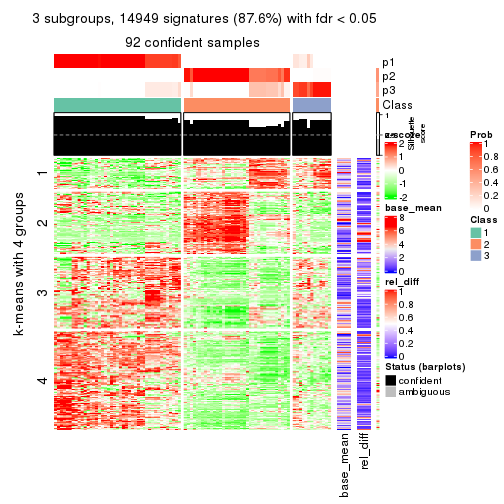 3 subgroups, 14949 signatures (87.6%) with fdr < 0.05
92 confident samples
p1
p2
p3
Class
1
Silhouette
score
z-score
2
1
0
-1
-2
base_mean
8
6
4
2
0
rel_diff
1
0.8
0.6
0.4
0.2
0
Status (barplots)
confident
ambiguous
Prob
1
0.8
0.6
0.4
0.2
0
Class
1
2
3
k-means with 4 groups
1
2
3
4
base_mean
rel_diff